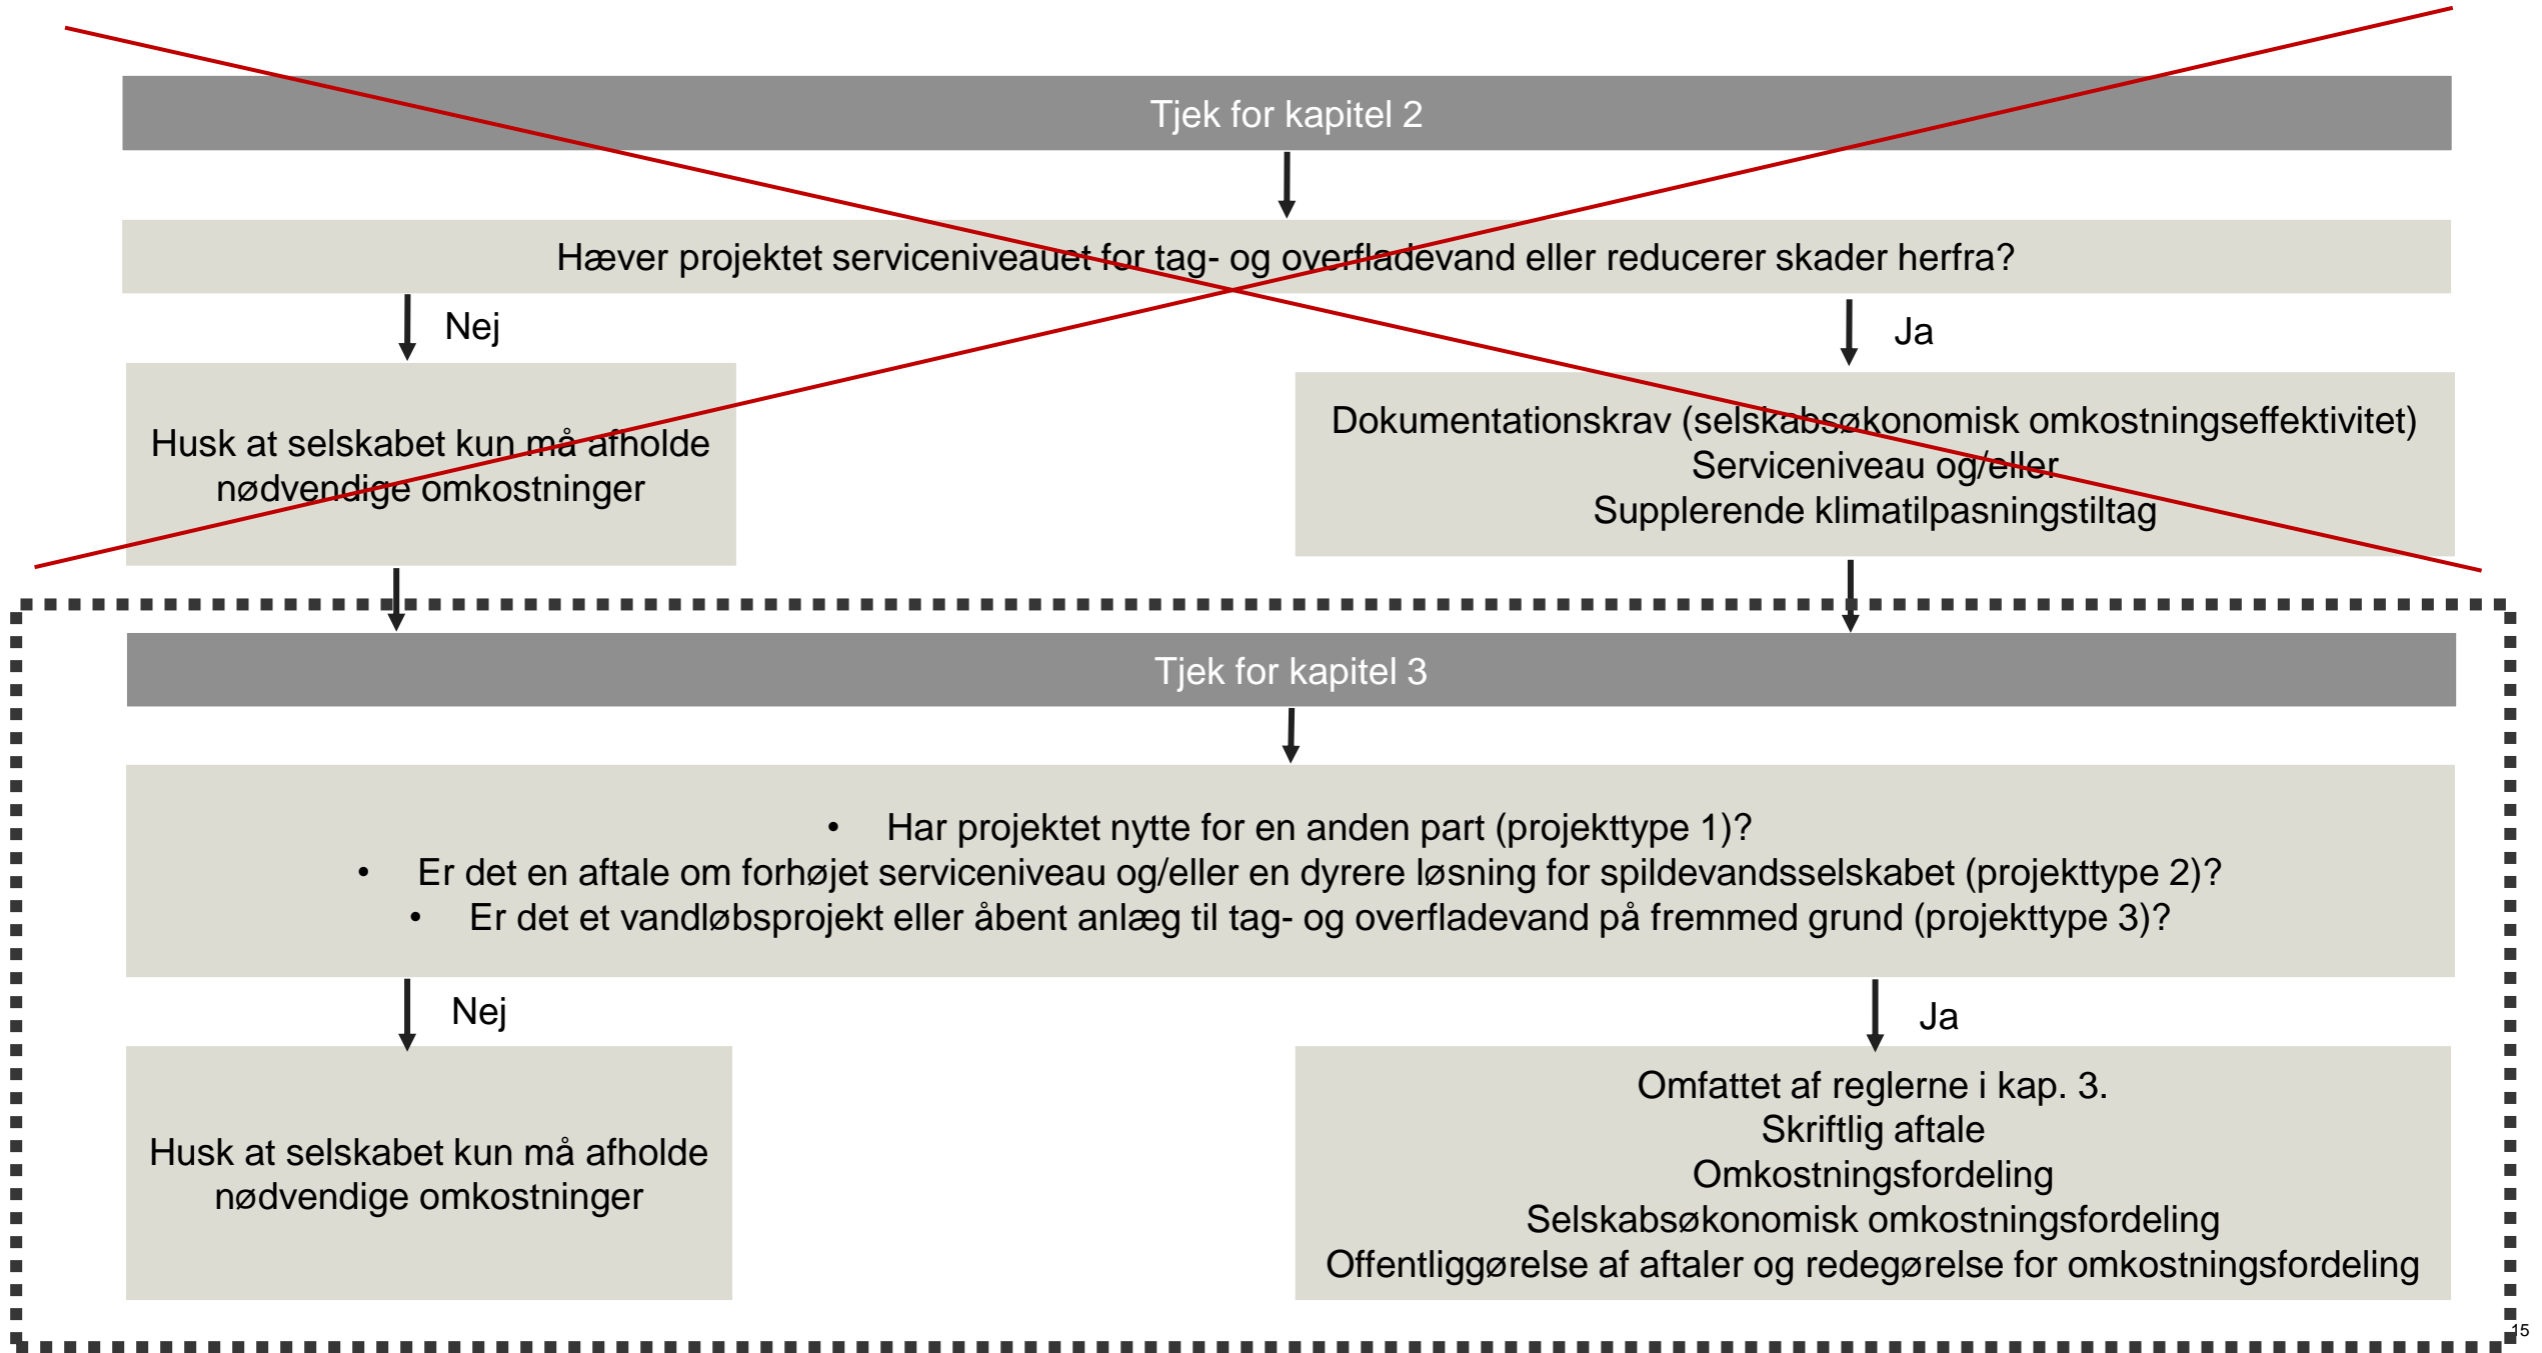 Tjek for kapitel 2
Hæver projektet serviceniveauet for tag- og overfladevand eller reducerer skader herfra?
Nej
Ja
Husk at selskabet kun må afholde
nødvendige omkostninger
Dokumentationskrav (selskabsøkonomisk omkostningseffektivitet)
Serviceniveau og/eller
Supplerende klimatilpasningstiltag
Tjek for kapitel 3
• Har projektet nytte for en anden part (projekttype 1)?
• Er det en aftale om forhøjet serviceniveau og/eller en dyrere løsning for spildevandsselskabet (projekttype 2)?
• Er det et vandløbsprojekt eller åbent anlæg til tag- og overfladevand på fremmed grund (projekttype 3)?
Nej
Ja
Husk at selskabet kun må afholde
nødvendige omkostninger
Omfattet af reglerne i kap. 3.
Skriftlig aftale
Omkostningsfordeling
Selskabsøkonomisk omkostningsfordeling
Offentliggørelse af aftaler og redegørelse for omkostningsfordeling
15